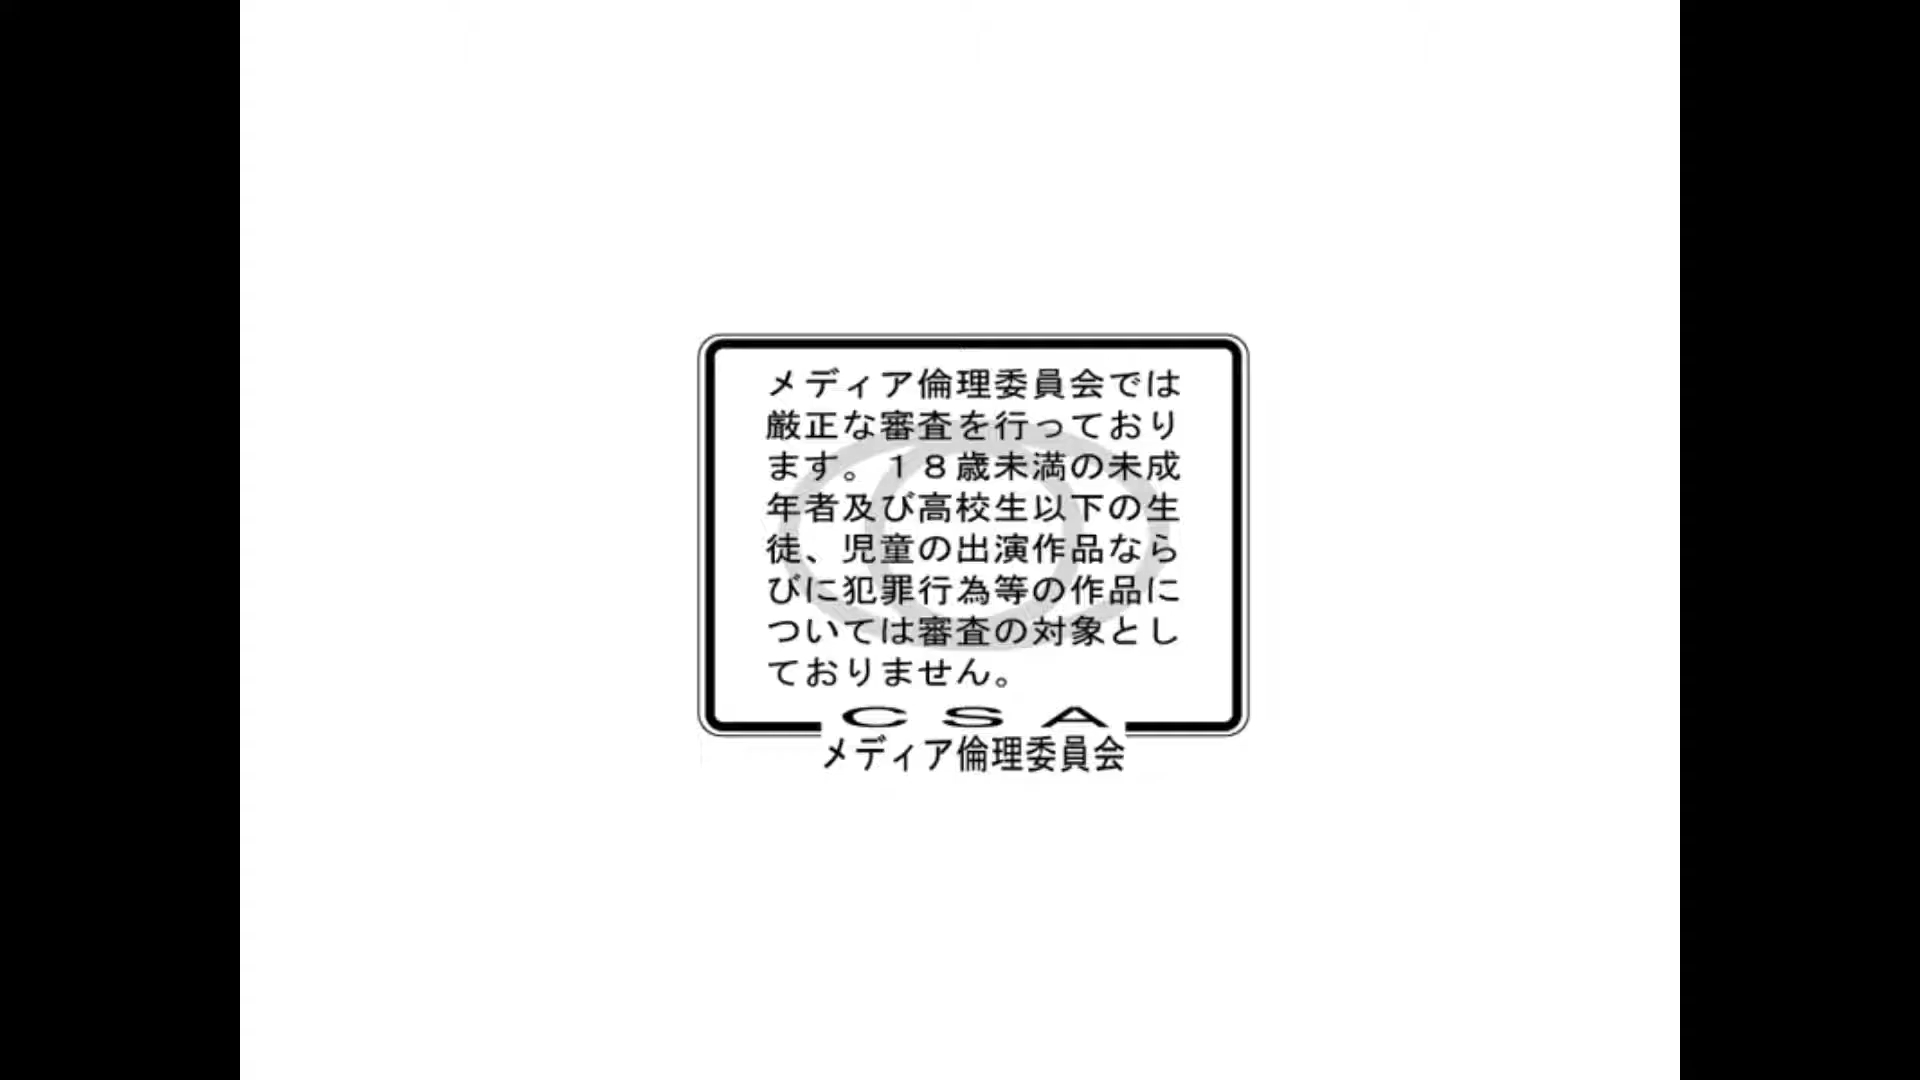 メディア倫理委員会では
厳正な審査を行っており
ます。１８歳未満の未成
年者及び高校生以下の生
徒、児童の出演作品なら
びに犯罪行為等の作品に
ついては審査の対象とし
ておりません。
ＣＳＡ
メディア倫理委員会